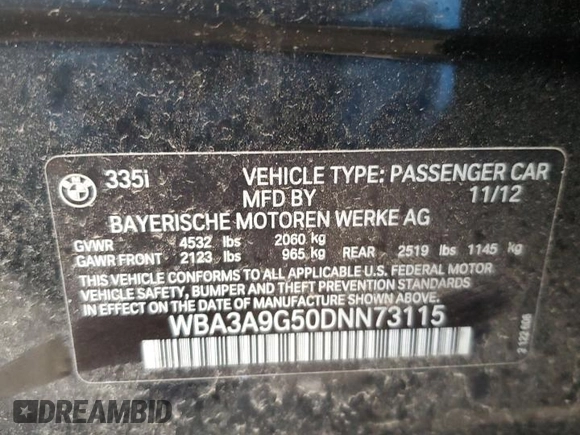 BMW
335i VEHICLE TYPE: PASSENGER CAR
MFD BY 11/12
BAYERISCHE MOTOREN WERKE AG
GVWR 4532 lbs 2060 kg
GAWR FRONT 2123 lbs 965 kg REAR 2519 lbs 1145 kg
THIS VEHICLE CONFORMS TO ALL APPLICABLE U.S. FEDERAL MOTOR
VEHICLE SAFETY, BUMPER AND THEFT PREVENTION STANDARDS
IN EFFECT ON THE DATE OF MANUFACTURE SHOWN ABOVE.
WBA3A9G50DNN73115
DREAMBID